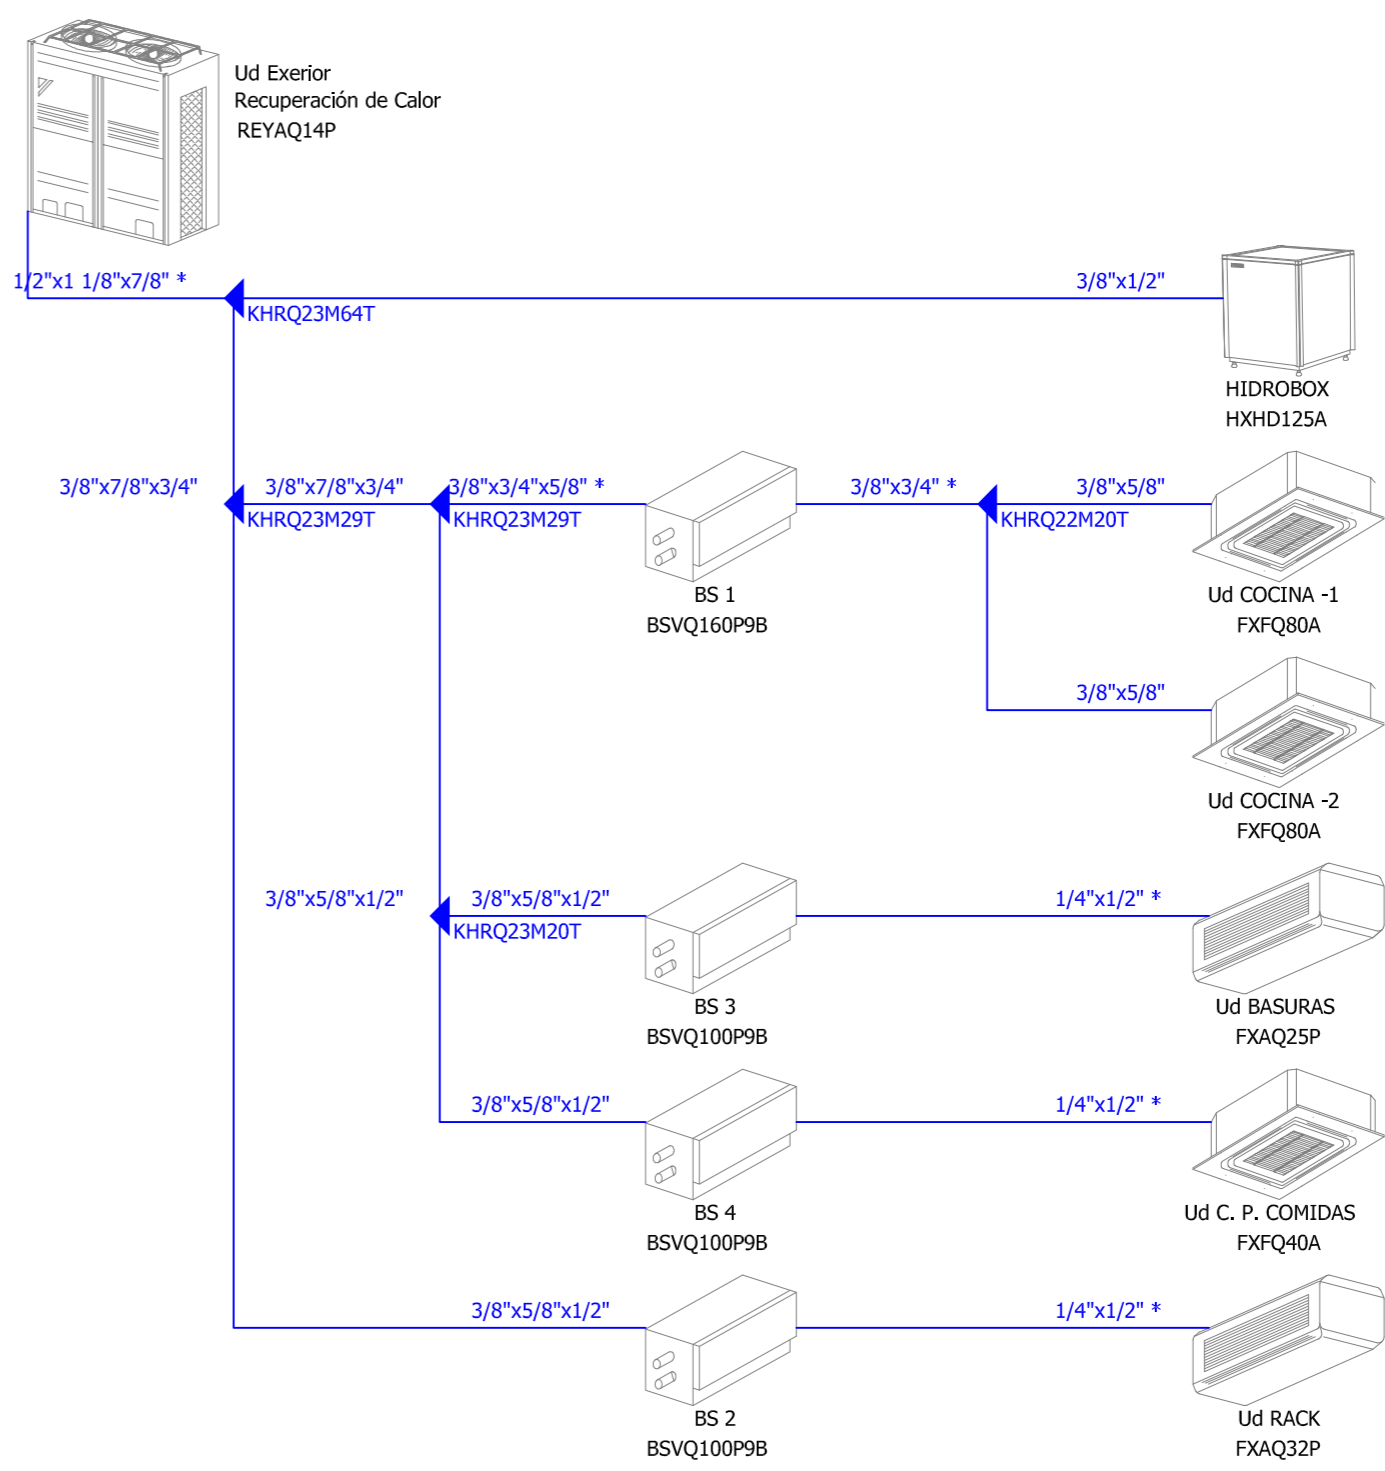 Ud Exerior
Recuperación de Calor
REYAQ14P
1/2"x1 1/8"x7/8" *
KHRQ23M64T
3/8"x1/2"
HIDROBOX
HXHD125A
3/8"x7/8"x3/4"
3/8"x7/8"x3/4"
KHRQ23M29T
3/8"x3/4"x5/8" *
KHRQ23M29T
BS 1
BSVQ160P9B
3/8"x3/4" *
KHRQ22M20T
3/8"x5/8"
Ud COCINA -1
FXFQ80A
3/8"x5/8"
Ud COCINA -2
FXFQ80A
3/8"x5/8"x1/2"
3/8"x5/8"x1/2"
KHRQ23M20T
BS 3
BSVQ100P9B
1/4"x1/2" *
Ud BASURAS
FXAQ25P
3/8"x5/8"x1/2"
BS 4
BSVQ100P9B
1/4"x1/2" *
Ud C. P. COMIDAS
FXFQ40A
3/8"x5/8"x1/2"
BS 2
BSVQ100P9B
1/4"x1/2" *
Ud RACK
FXAQ32P